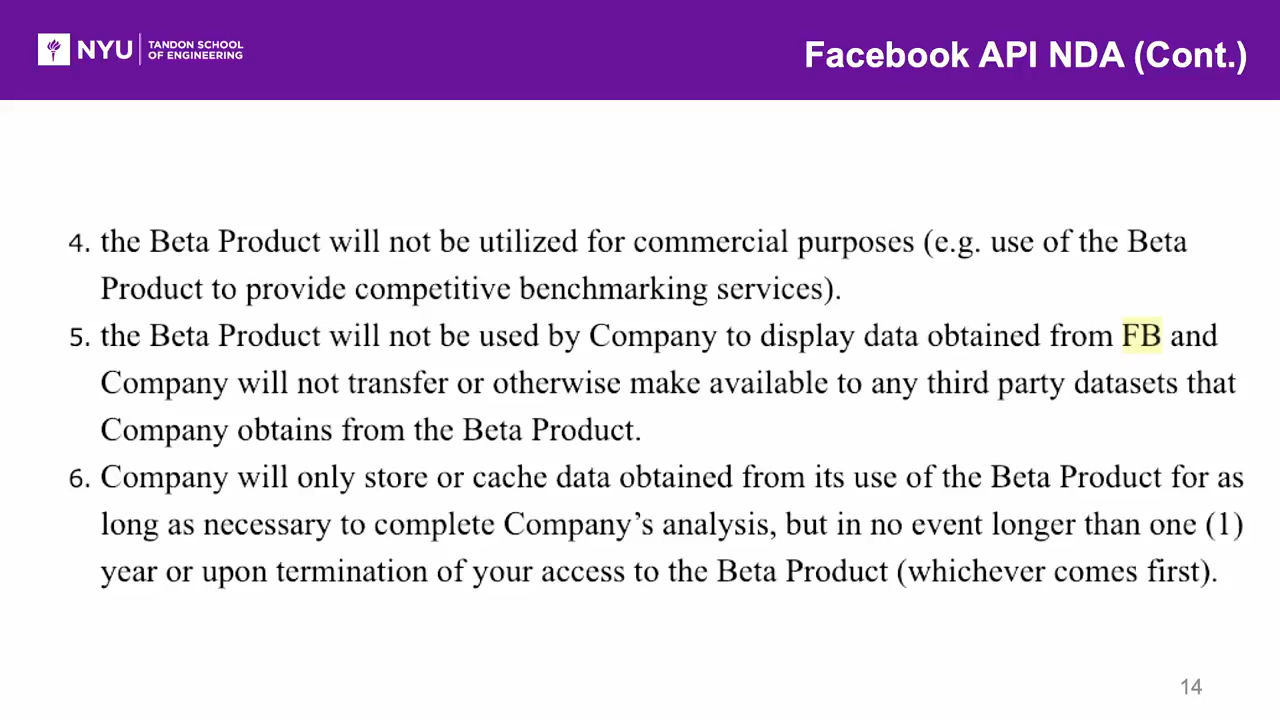 NYU
TANDON SCHOOL
OF ENGINEERING
Facebook API NDA (Cont.)
4. the Beta Product will not be utilized for commercial purposes (e.g. use of the Beta
Product to provide competitive benchmarking services).
5. the Beta Product will not be used by Company to display data obtained from FB and
Company will not transfer or otherwise make available to any third party datasets that
Company obtains from the Beta Product.
6. Company will only store or cache data obtained from its use of the Beta Product for as
long as necessary to complete Company’s analysis, but in no event longer than one (1)
year or upon termination of your access to the Beta Product (whichever comes first).
14